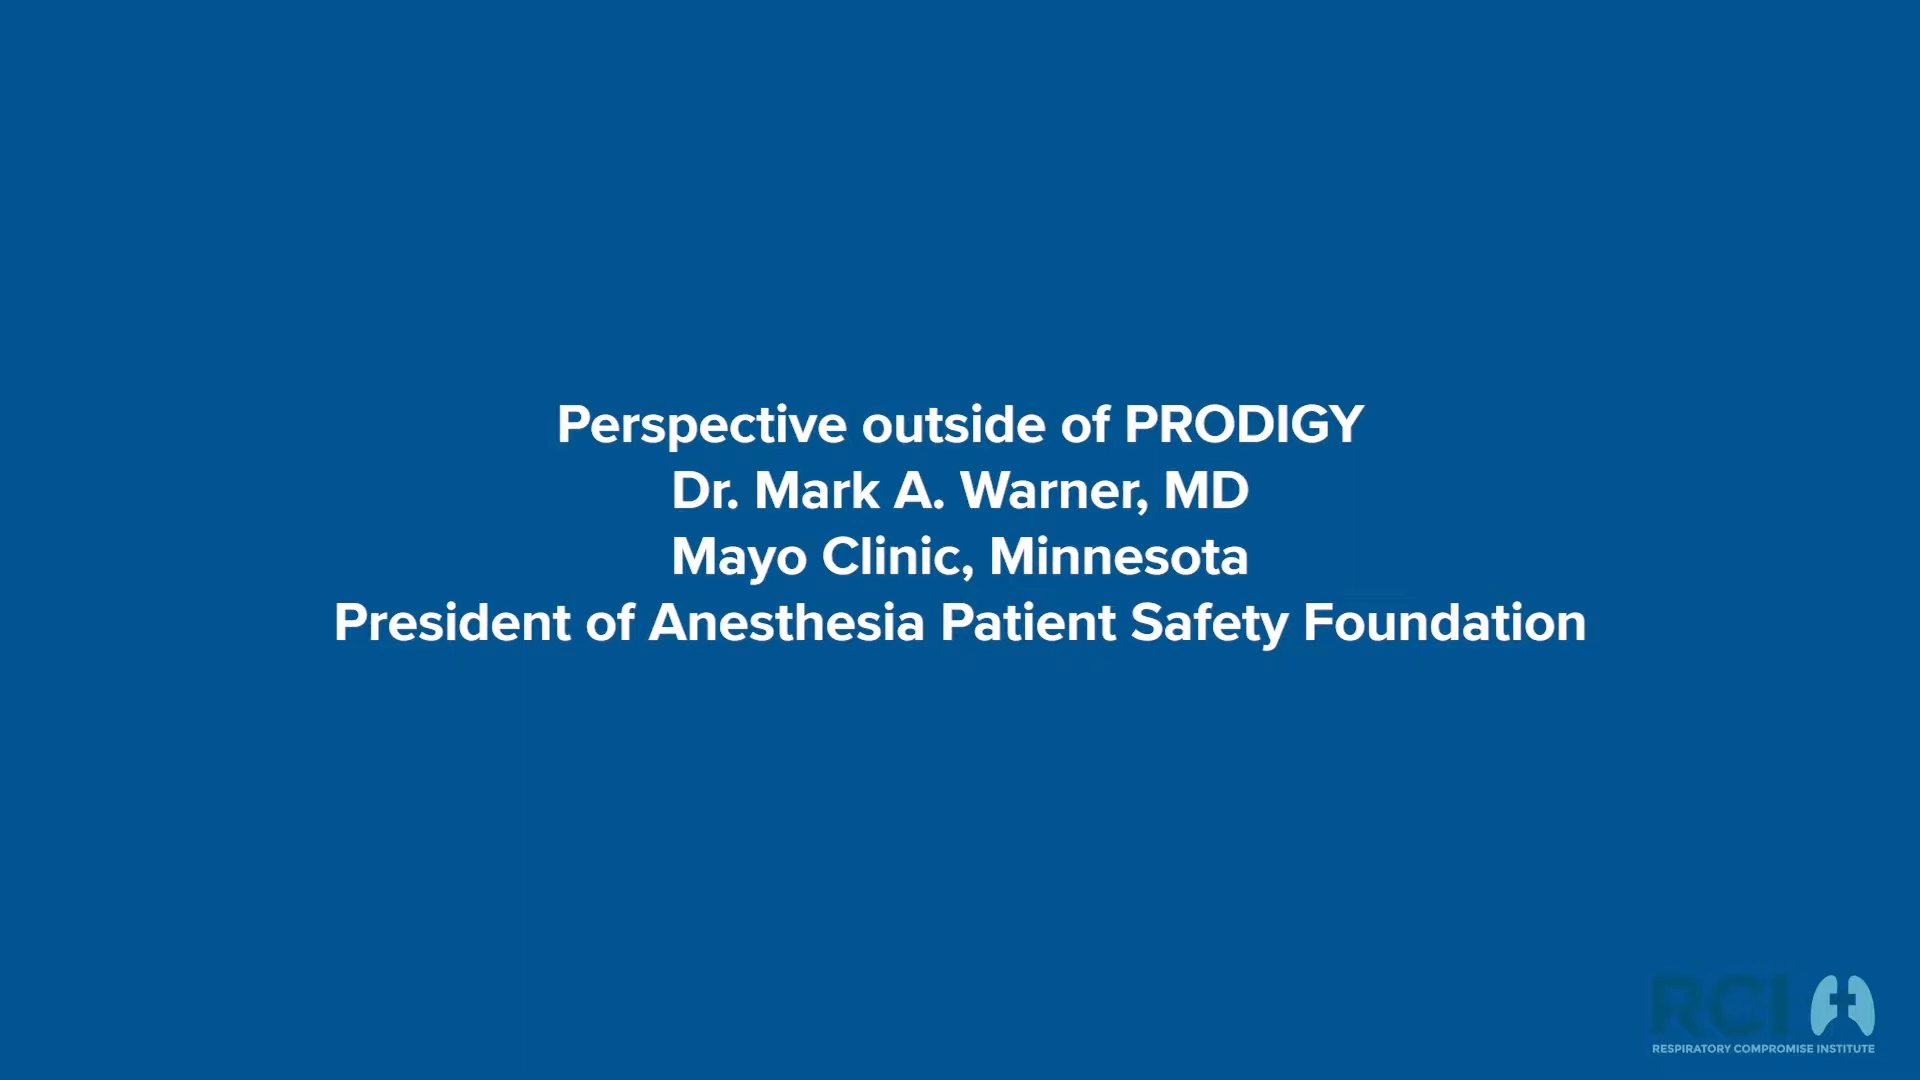 Perspective outside of PRODIGY
Dr. Mark A. Warner, MD
Mayo Clinic, Minnesota
President of Anesthesia Patient Safety Foundation
RCI
RESPIRATORY COMPROMISE INSTITUTE